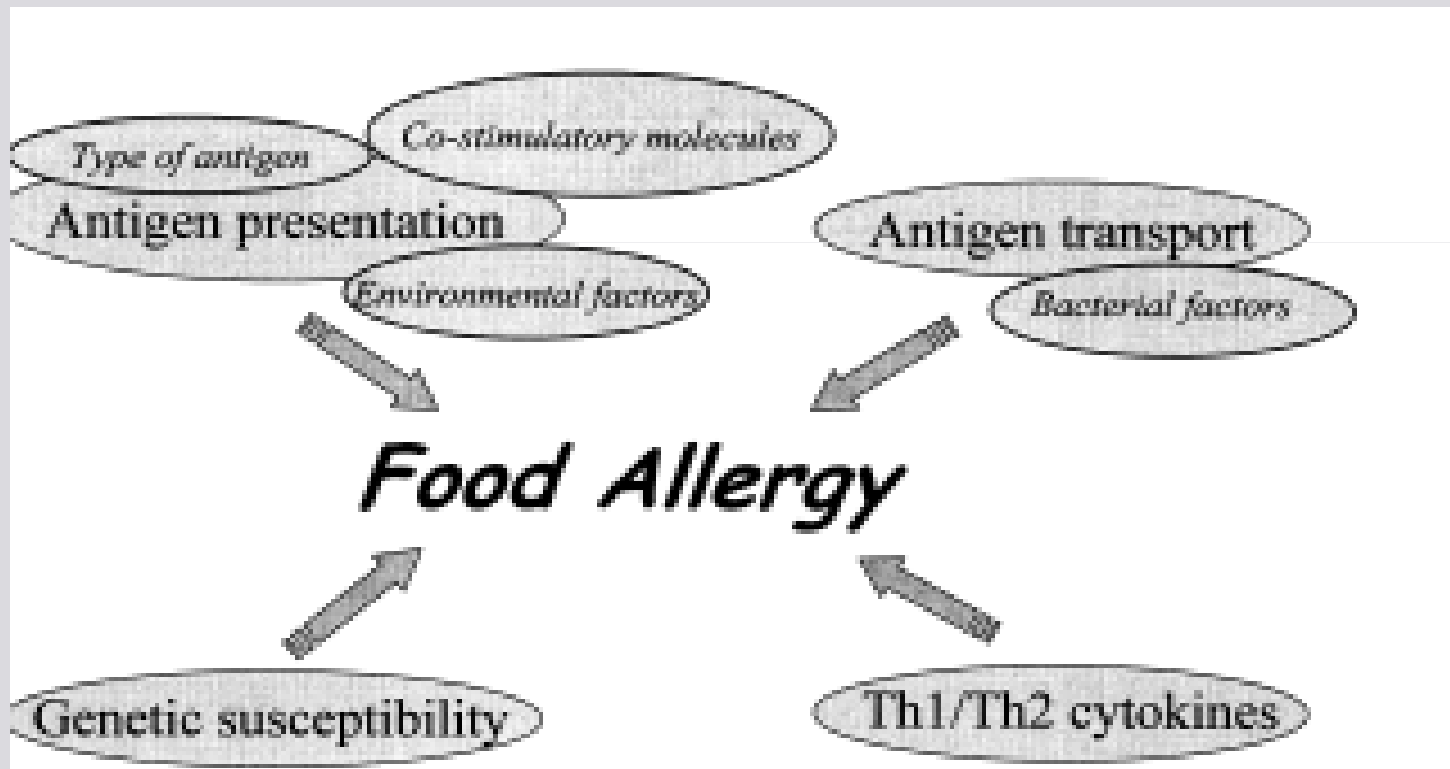 Co-stimulatory molecules
Type of antigen
Antigen presentation
Antigen transport
Environmental factors
Bacterial factors
Food Allergy
Genetic susceptibility
Th1/Th2 cytokines